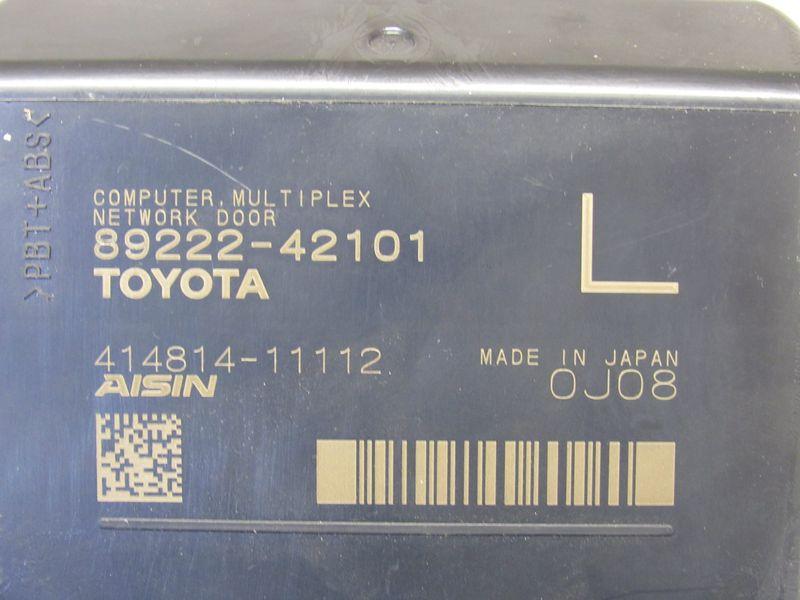 >PBT+ABS<
COMPUTER, MULTIPLEX
NETWORK DOOR
89222-42101
TOYOTA
L
414814-11112
AISIN
MADE IN JAPAN
0J08